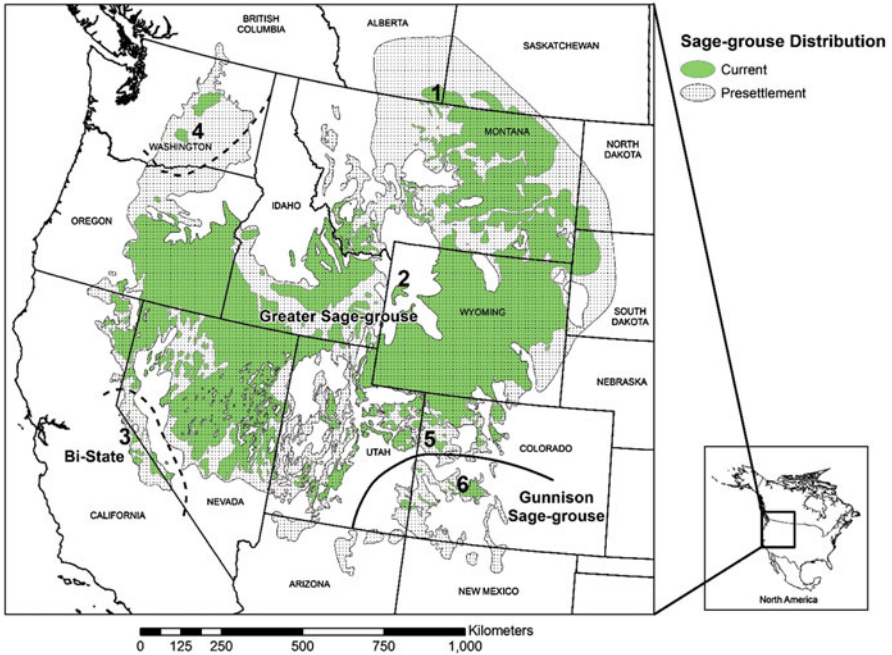 BRITISH
COLUMBIA
ALBERTA
SASKATCHEWAN
Sage-grouse Distribution
Current
Presettlement
1
MONTANA
NORTH
DAKOTA
4
WASHINGTON
OREGON
IDAHO
2
Greater Sage-grouse
WYOMING
SOUTH
DAKOTA
NEBRASKA
3
Bi-State
5
UTAH
COLORADO
6
Gunnison
Sage-grouse
NEVADA
CALIFORNIA
ARIZONA
NEW MEXICO
North America
Kilometers
0 125 250 500 750 1,000